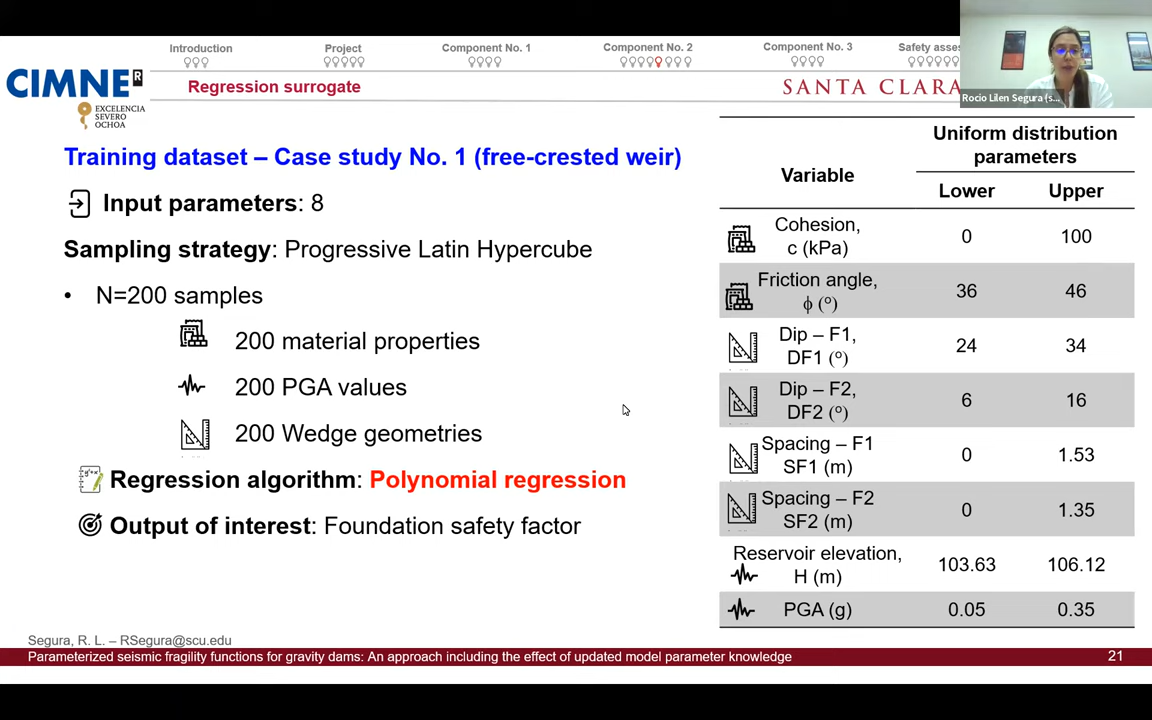 Introduction
Project
Component No. 1
Component No. 2
Component No. 3
Safety asses
CIMNE R
EXCELENCIA
SEVERO
OCHOA
Regression surrogate
SANTA CLARA
Rocio Lilen Segura (s...
Training dataset – Case study No. 1 (free-crested weir)
Input parameters: 8
Sampling strategy: Progressive Latin Hypercube
• N=200 samples
200 material properties
200 PGA values
200 Wedge geometries
Regression algorithm: Polynomial regression
Output of interest: Foundation safety factor
Variable
Uniform distribution
parameters
Lower Upper
Cohesion,
c (kPa) 0 100
Friction angle,
ϕ (°) 36 46
Dip – F1,
DF1 (°) 24 34
Dip – F2,
DF2 (°) 6 16
Spacing – F1
SF1 (m) 0 1.53
Spacing – F2
SF2 (m) 0 1.35
Reservoir elevation,
H (m) 103.63 106.12
PGA (g) 0.05 0.35
Segura, R. L. – RSegura@scu.edu
Parameterized seismic fragility functions for gravity dams: An approach including the effect of updated model parameter knowledge
21